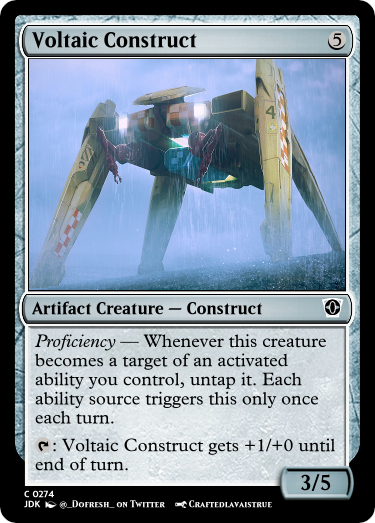 Voltaic Construct
5
4
Artifact Creature — Construct
Proficiency — Whenever this creature
becomes a target of an activated
ability you control, untap it. Each
ability source triggers this only once
each turn.
: Voltaic Construct gets +1/+0 until
end of turn.
3/5
C 0274
JDK @_Dofresh_ on Twitter Craftedlavaistrue